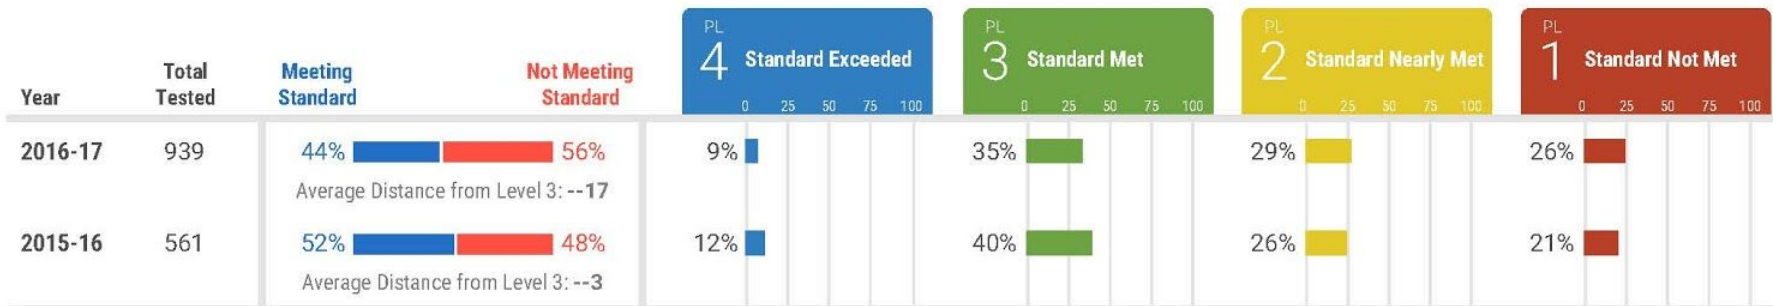 PL
4 Standard Exceeded
0 25 50 75 100
PL
3 Standard Met
0 25 50 75 100
PL
2 Standard Nearly Met
0 25 50 75 100
PL
1 Standard Not Met
0 25 50 75 100
Year
Total
Tested
Meeting
Standard
Not Meeting
Standard
2016-17 939 44% 56% 9% 35% 29% 26%
Average Distance from Level 3: --17
2015-16 561 52% 48% 12% 40% 26% 21%
Average Distance from Level 3: --3